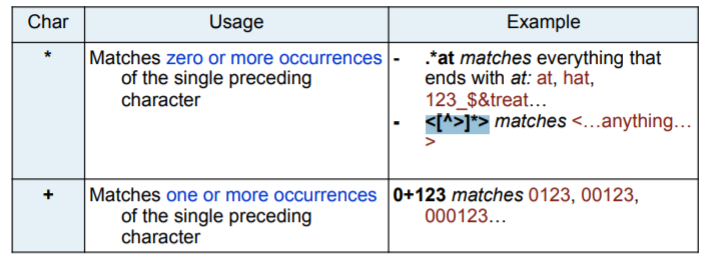 Char Usage Example
* Matches zero or more occurrences - .*at matches everything that
of the single preceding ends with at: at, hat,
character 123_$&treat…
- <[^>]*> matches <…anything…
>
+ Matches one or more occurrences 0+123 matches 0123, 00123,
of the single preceding 000123…
character